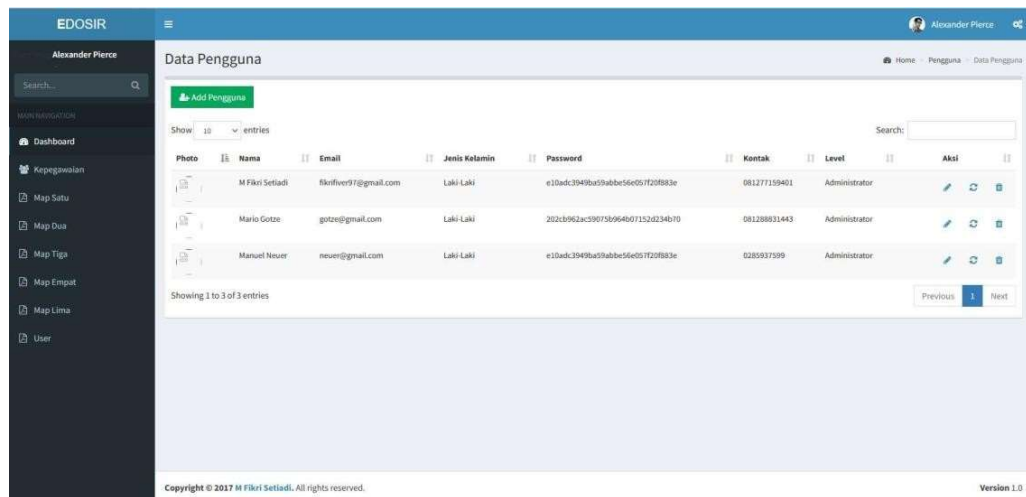 EDOSIR
Alexander Pierce
Alexander Pierce
Search...
MAIN NAVIGATION
Dashboard
Kepegawaian
Map Satu
Map Dua
Map Tiga
Map Empat
Map Lima
User
Data Pengguna
Home Pengguna Data Pengguna
Add Pengguna
Show 10 entries
Search:
Photo Nama Email Jenis Kelamin Password Kontak Level Aksi
M Fikri Setiadi fikrifiver97@gmail.com Laki-Laki e10adc3949ba59abbe56e057f20f883e 081277159401 Administrator
Mario Gotze gotze@gmail.com Laki-Laki 202cb962ac59075b964b07152d234b70 081288831443 Administrator
Manuel Neuer neuer@gmail.com Laki-Laki e10adc3949ba59abbe56e057f20f883e 0285937599 Administrator
Showing 1 to 3 of 3 entries
Previous 1 Next
Copyright © 2017 M Fikri Setiadi. All rights reserved.
Version 1.0